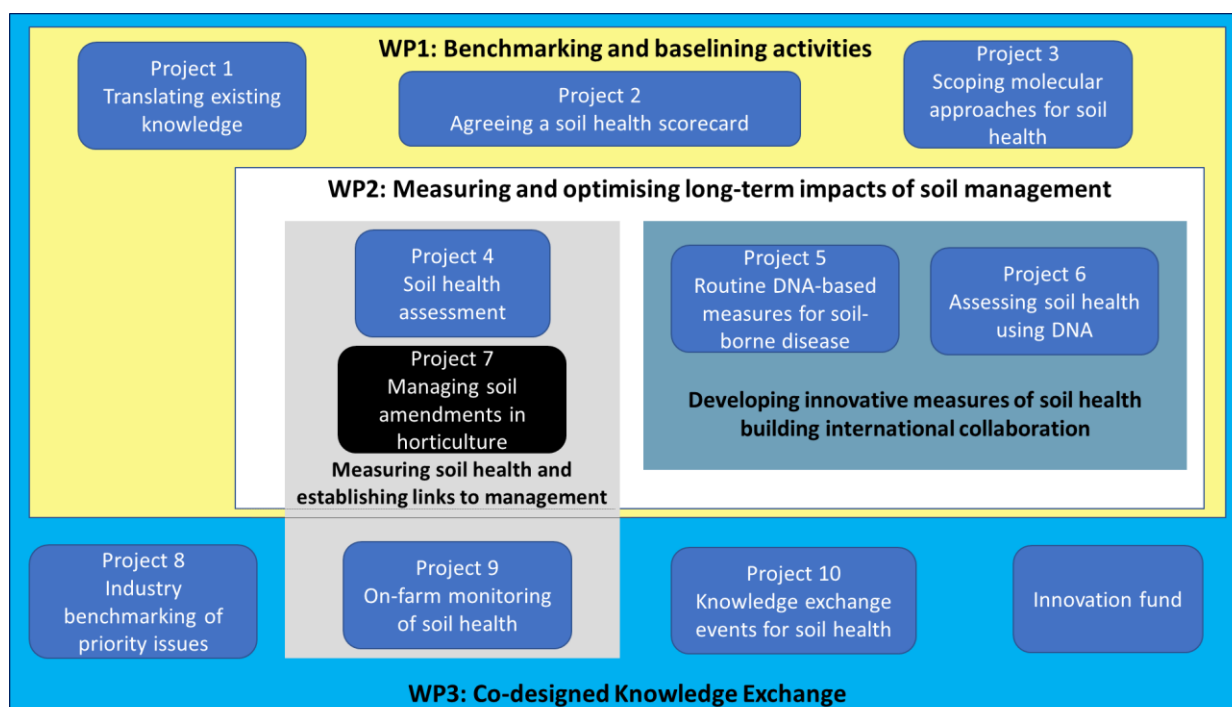 WP1: Benchmarking and baselining activities
Project 1
Translating existing
knowledge
Project 2
Agreeing a soil health scorecard
Project 3
Scoping molecular
approaches for soil
health
WP2: Measuring and optimising long-term impacts of soil management
Project 4
Soil health
assessment
Project 5
Routine DNA-based
measures for soil-
borne disease
Project 6
Assessing soil health
using DNA
Project 7
Managing soil
amendments in
horticulture
Measuring soil health and
establishing links to management
Developing innovative measures of soil health
building international collaboration
Project 8
Industry
benchmarking of
priority issues
Project 9
On-farm monitoring
of soil health
Project 10
Knowledge exchange
events for soil health
Innovation fund
WP3: Co-designed Knowledge Exchange